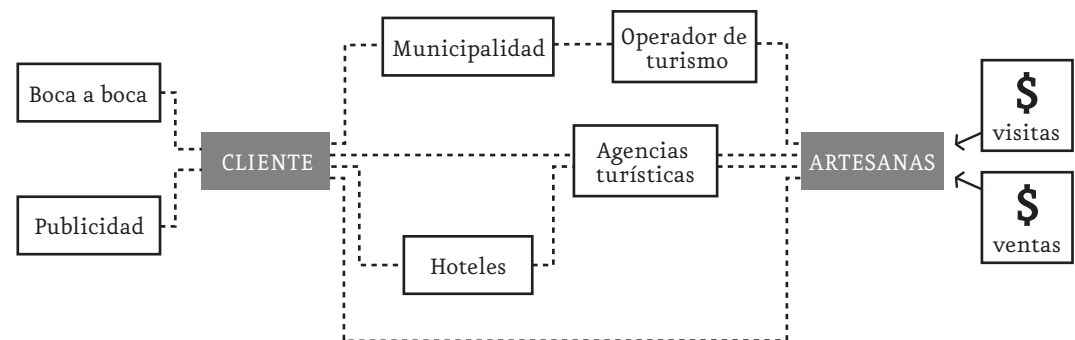 Boca a boca
Publicidad
CLIENTE
Municipalidad
Operador de
turismo
Agencias
turísticas
Hoteles
ARTESANAS
$
visitas
$
ventas